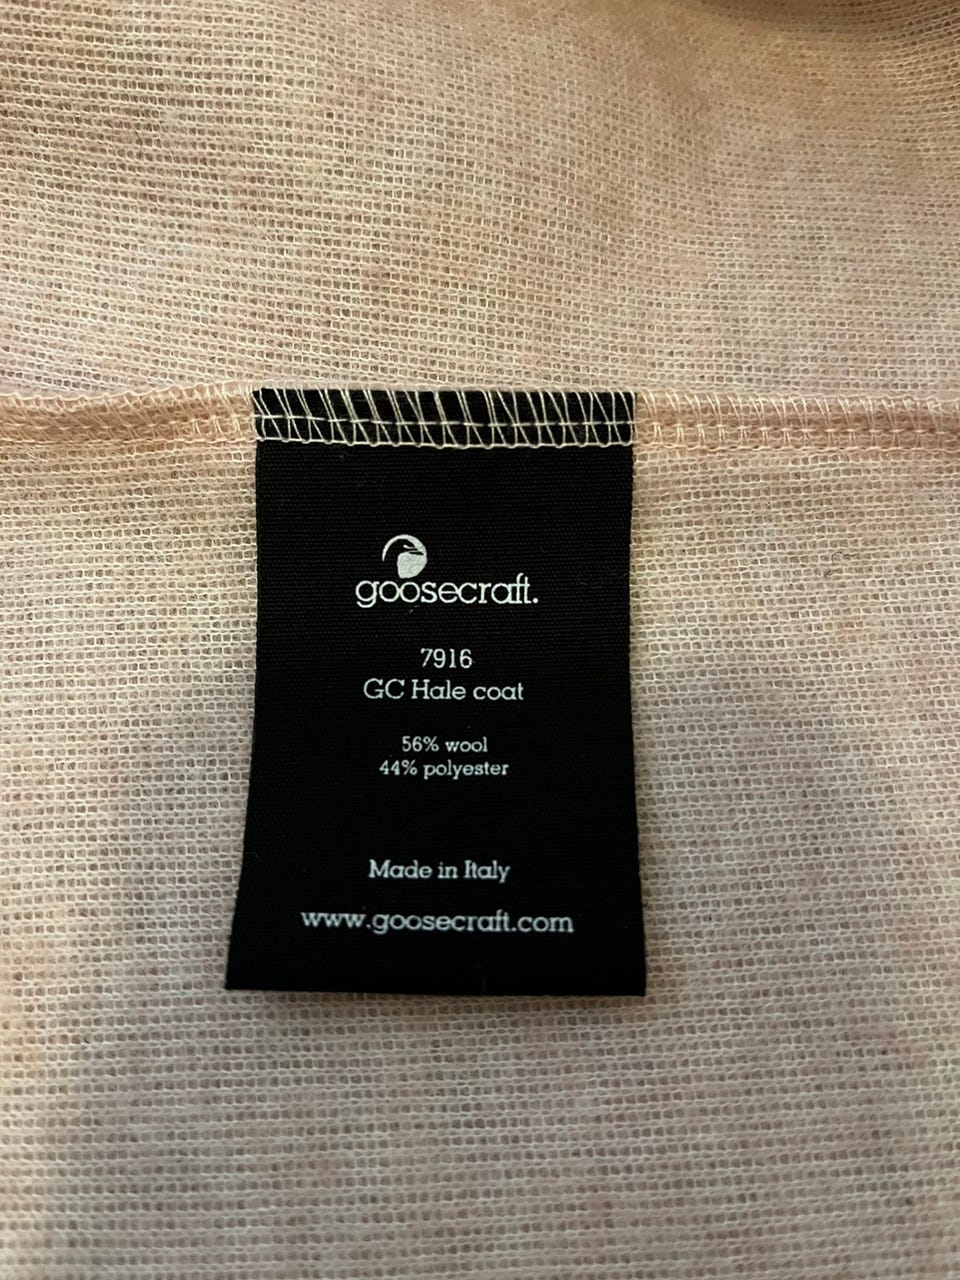 goosecraft.
7916
GC Hale coat
56% wool
44% polyester
Made in Italy
www.goosecraft.com